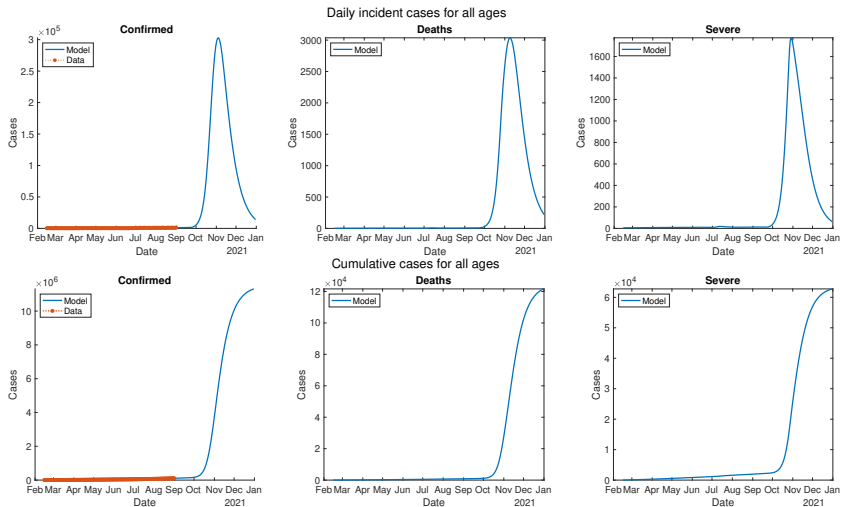 Daily incident cases for all ages
Confirmed
×10^5
3
2.5
2
1.5
1
0.5
0
Cases
Model
Data
Feb Mar Apr May Jun Jul Aug Sep Oct Nov Dec Jan
Date
2021
Deaths
3000
2500
2000
1500
1000
500
0
Cases
Model
Feb Mar Apr May Jun Jul Aug Sep Oct Nov Dec Jan
Date
2021
Severe
1600
1400
1200
1000
800
600
400
200
0
Cases
Model
Feb Mar Apr May Jun Jul Aug Sep Oct Nov Dec Jan
Date
2021
Cumulative cases for all ages
Confirmed
×10^6
10
8
6
4
2
0
Cases
Model
Data
Feb Mar Apr May Jun Jul Aug Sep Oct Nov Dec Jan
Date
2021
Deaths
×10^4
12
10
8
6
4
2
0
Cases
Model
Feb Mar Apr May Jun Jul Aug Sep Oct Nov Dec Jan
Date
2021
Severe
×10^4
6
5
4
3
2
1
0
Cases
Model
Feb Mar Apr May Jun Jul Aug Sep Oct Nov Dec Jan
Date
2021